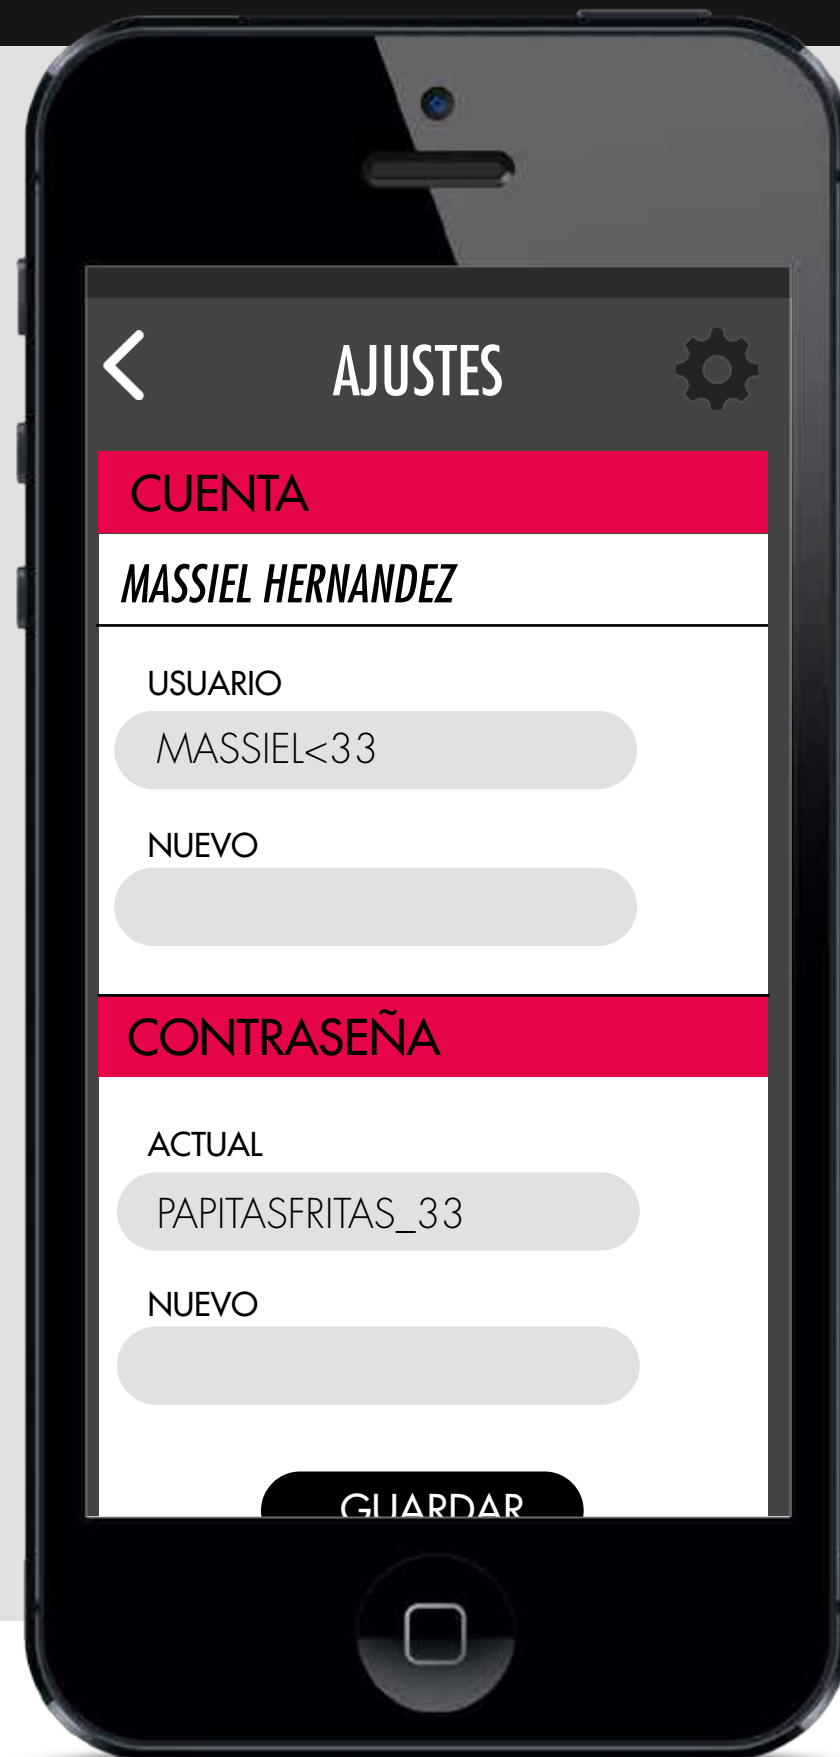 AJUSTES
CUENTA
MASSIEL HERNANDEZ
USUARIO
MASSIEL<33
NUEVO
CONTRASEÑA
ACTUAL
PAPITASFRITAS_33
NUEVO
GUARDAR